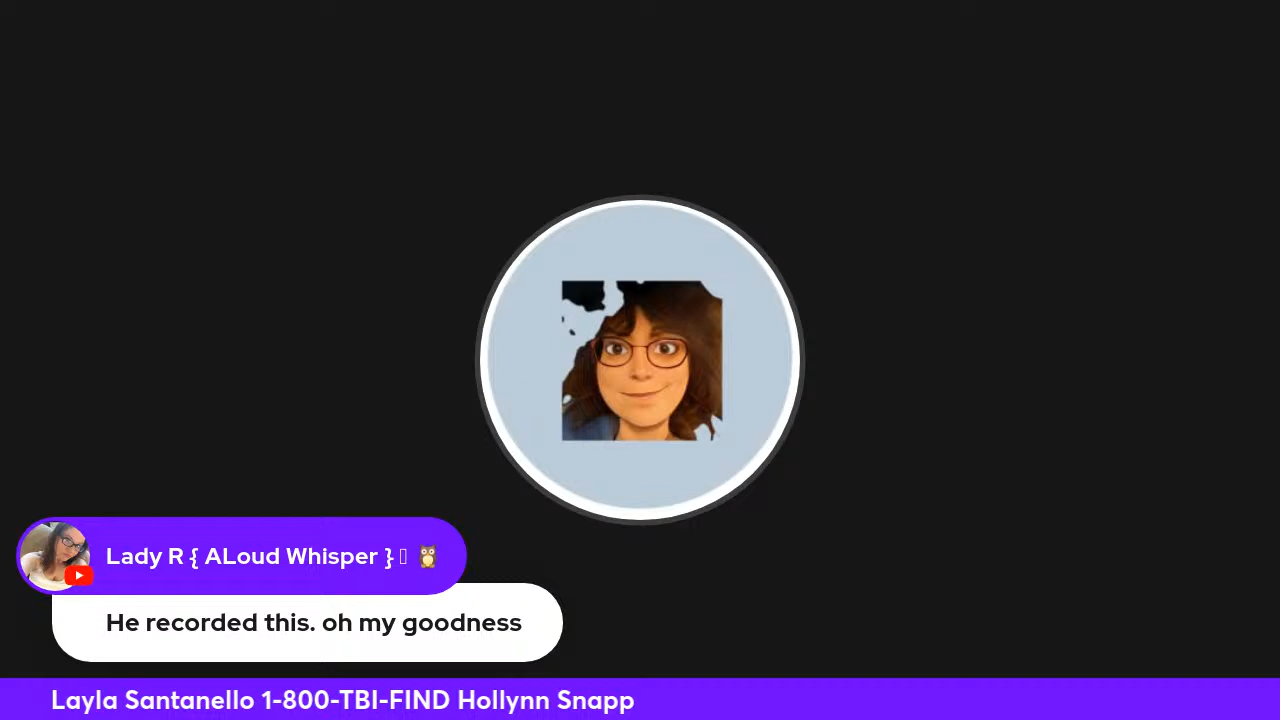 Lady R { ALoud Whisper } 🦉
He recorded this. oh my goodness
Layla Santanello 1-800-TBI-FIND Hollynn Snapp